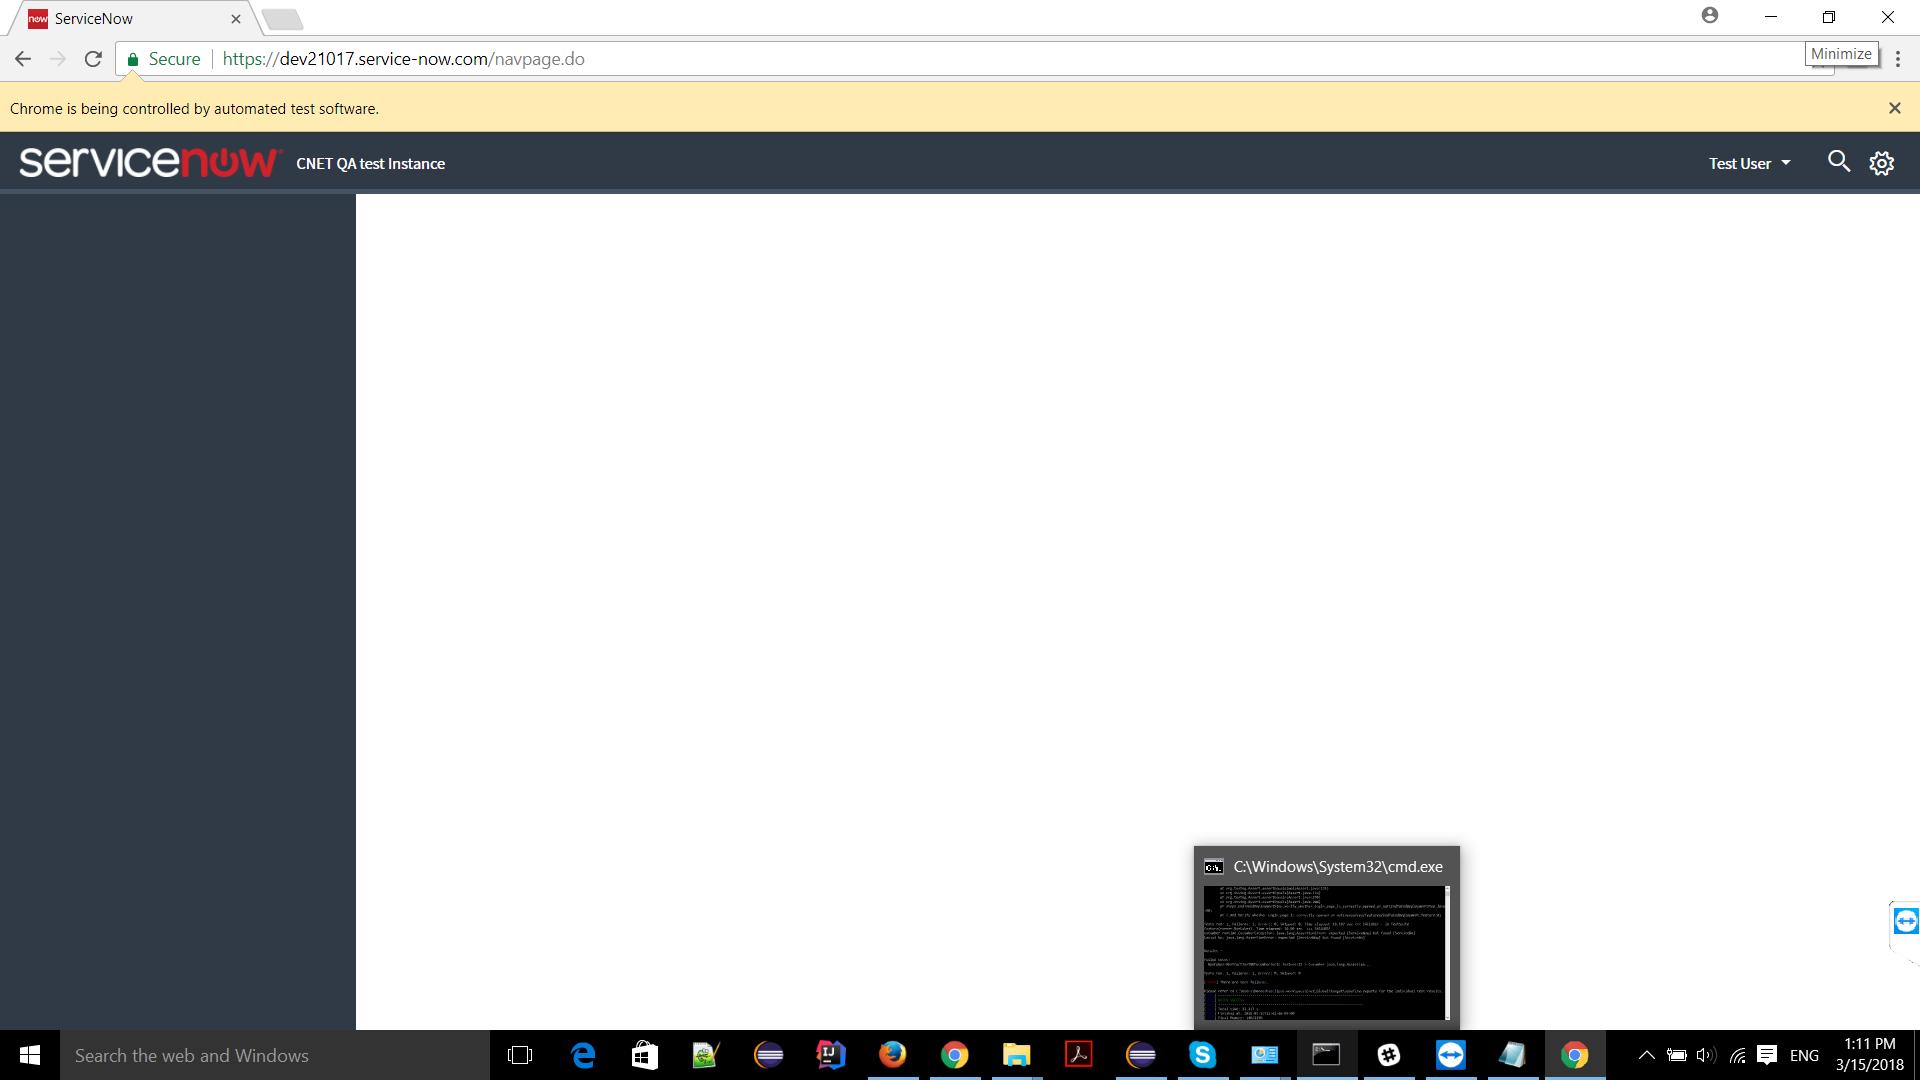 now ServiceNow
Secure https://dev21017.service-now.com/navpage.do
Minimize
Chrome is being controlled by automated test software.
servicenow CNET QA test Instance
Test User
C:\Windows\System32\cmd.exe
Search the web and Windows
ENG
1:11 PM
3/15/2018